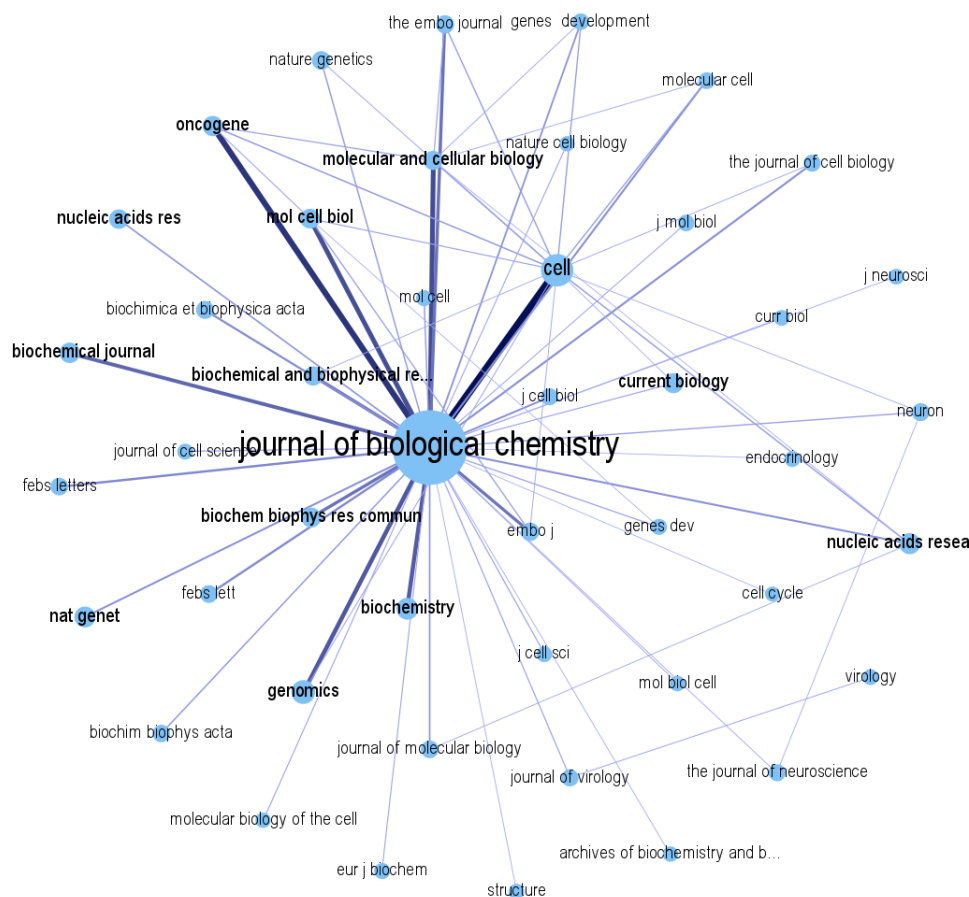 the embo journal
genes development
nature genetics
molecular cell
oncogene
nature cell biology
molecular and cellular biology
the journal of cell biology
nucleic acids res
mol cell biol
j mol biol
cell
j neurosci
mol cell
biochimica et biophysica acta
curr biol
biochemical journal
biochemical and biophysical re...
current biology
j cell biol
neuron
journal of biological chemistry
journal of cell science
endocrinology
febs letters
biochem biophys res commun
embo j
genes dev
nucleic acids resea
febs lett
cell cycle
nat genet
biochemistry
j cell sci
virology
mol biol cell
genomics
biochim biophys acta
journal of molecular biology
journal of virology
the journal of neuroscience
molecular biology of the cell
archives of biochemistry and b...
eur j biochem
structure